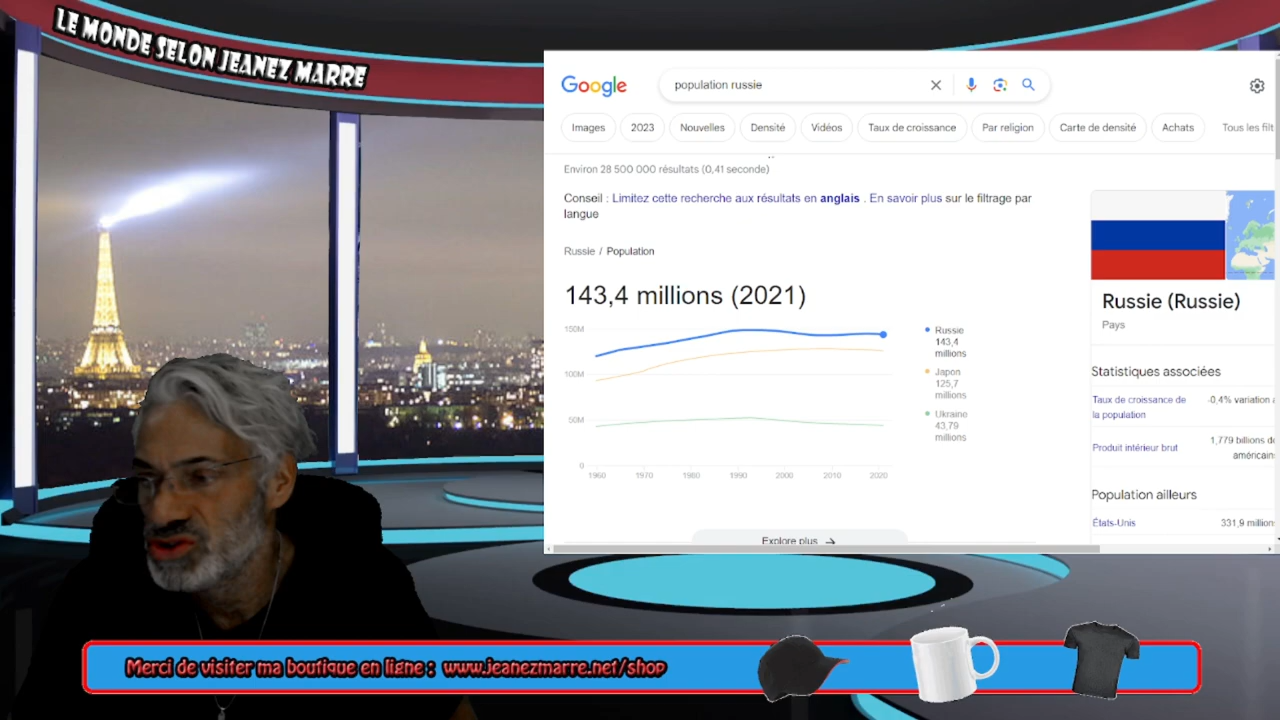 LE MONDE SELON JEANEZ MARRE
Google
population russie
Images
2023
Nouvelles
Densité
Vidéos
Taux de croissance
Par religion
Carte de densité
Achats
Tous les filt
Environ 28 500 000 résultats (0,41 seconde)
Conseil : Limitez cette recherche aux résultats en anglais . En savoir plus sur le filtrage par
langue
Russie / Population
143,4 millions (2021)
150M
100M
50M
0
1960 1970 1980 1990 2000 2010 2020
Russie
143,4
millions
Japon
125,7
millions
Ukraine
43,79
millions
Explore plus
Russie (Russie)
Pays
Statistiques associées
Taux de croissance de
la population
-0,4% variation a
Produit intérieur brut
1,779 billions de
américain
Population ailleurs
États-Unis
331,9 million
Merci de visiter ma boutique en ligne : www.jeanezmarre.net/shop